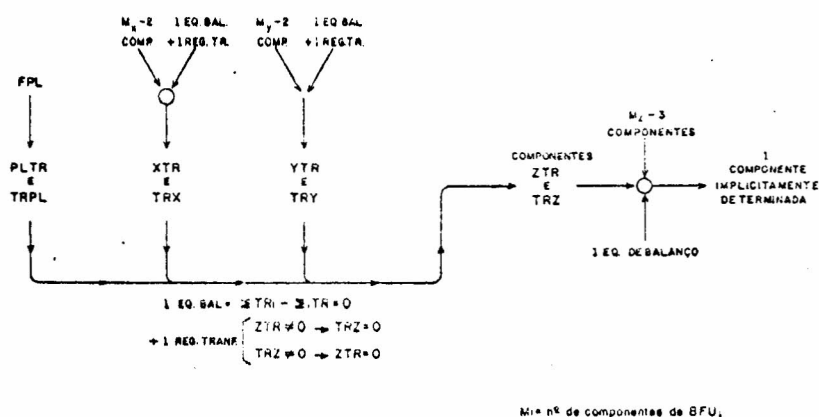 Mx-2 1 EQ. BAL. My-2 1 EQ. BAL
COMP. +1 REG. TR. COMP. +1 REG. TR.
FPL
PLTR
E
TRPL
XTR
E
TRX
YTR
E
TRY
COMPONENTES
ZTR
E
TRZ
Mz-3
COMPONENTES
1
COMPONENTE
IMPLICITAMENTE
DETERMINADA
1 EQ. DE BALANÇO
1 EQ. BAL = ΣTRi - ΣiTR = 0
+ 1 REG. TRANF. ZTR ≠ 0 → TRZ = 0
TRZ ≠ 0 → ZTR = 0
Mi = nº de componentes de BFUi